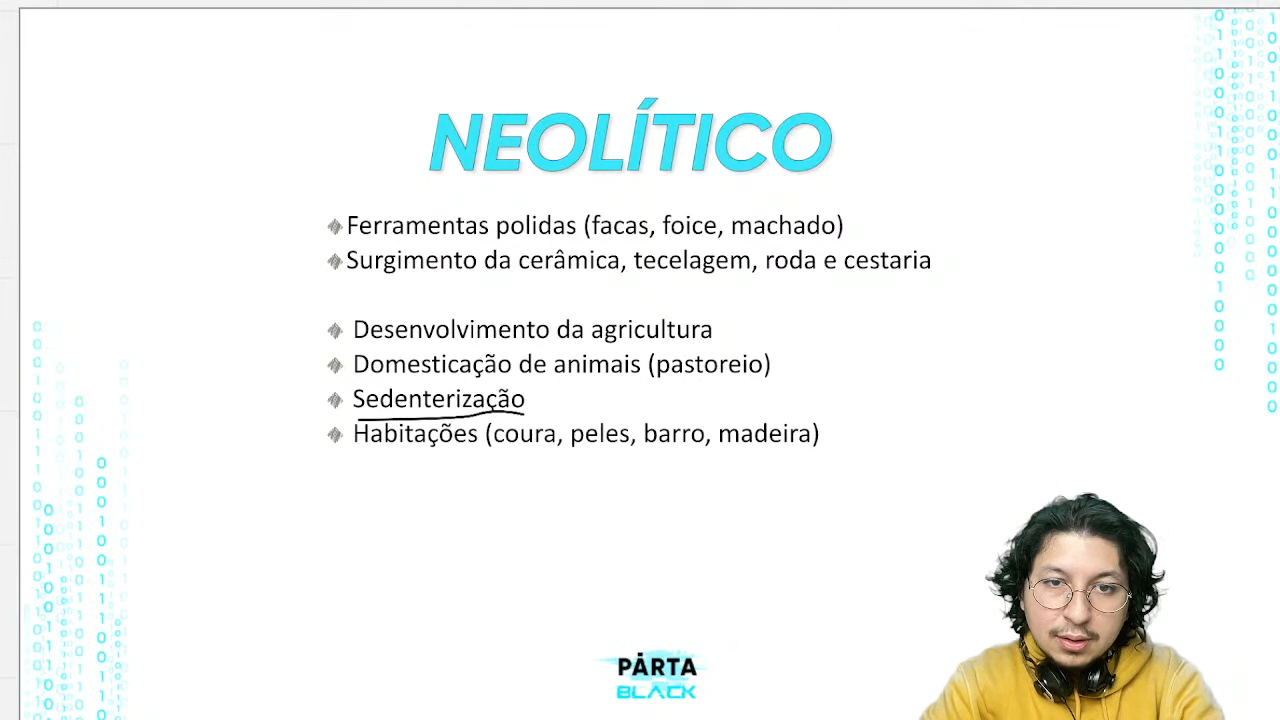 NEOLÍTICO
Ferramentas polidas (facas, foice, machado)
Surgimento da cerâmica, tecelagem, roda e cestaria
Desenvolvimento da agricultura
Domesticação de animais (pastoreio)
Sedenterização
Habitações (coura, peles, barro, madeira)
PÀRTA
BLACK